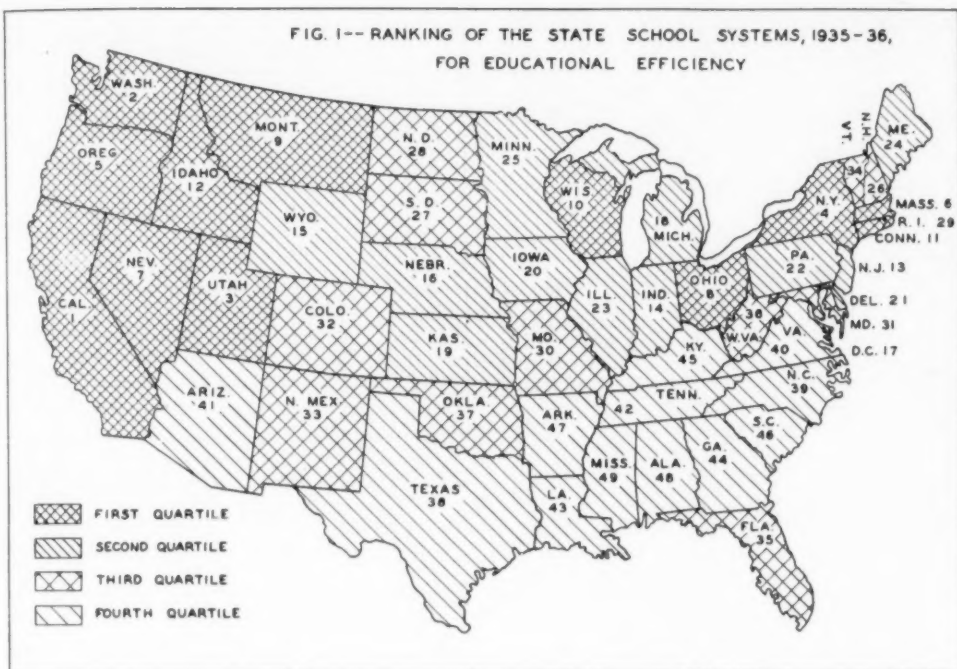 FIG. 1-- RANKING OF THE STATE SCHOOL SYSTEMS, 1935-36,
FOR EDUCATIONAL EFFICIENCY
WASH.
2
OREG.
5
CAL.
1
NEV.
7
IDAHO
12
MONT.
9
UTAH
3
WYO.
15
ARIZ.
41
COLO.
32
N. MEX.
33
N.D.
28
S.D.
27
NEBR.
16
KAS.
19
OKLA.
37
TEXAS
38
MINN.
25
IOWA
20
MO.
30
ARK.
47
LA.
43
WIS
10
ILL.
23
MICH.
IND.
14
OHIO
8
KY.
45
TENN.
42
MISS.
49
ALA.
48
GA.
44
FLA.
35
S.C.
46
N.C.
39
VA.
40
W.VA.
36
PA.
22
N.Y.
4
VT.
34
N.H.
26
ME.
24
MASS. 6
R.I. 29
CONN. 11
N.J. 13
DEL. 21
MD. 31
D.C. 17
FIRST QUARTILE
SECOND QUARTILE
THIRD QUARTILE
FOURTH QUARTILE